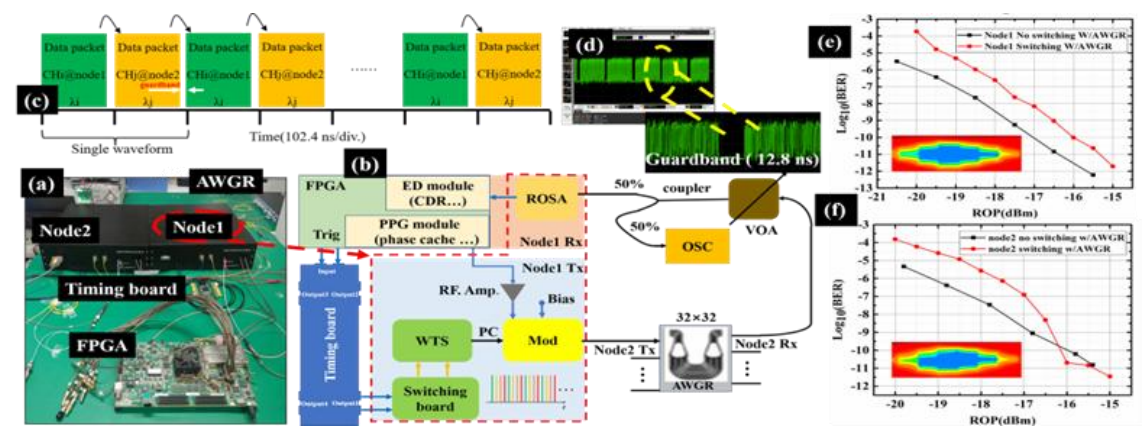 Data packet
CHi@node1
λi
Data packet
CHj@node2
guardband
λj
Data packet
CHi@node1
λi
Data packet
CHj@node2
λj
......
Data packet
CHi@node1
λi
Data packet
CHj@node2
λj
(c)
Time(102.4 ns/div.)
Single waveform
(d)
Guardband ( 12.8 ns)
(a)
AWGR
Node2
Node1
Timing board
FPGA
(b)
FPGA
ED module
(CDR…)
PPG module
(phase cache …)
Trig
ROSA
Node1 Rx
Input
Output3
Output2
Timing board
Output4
Output1
Node1 Tx
RF. Amp.
Bias
WTS
PC
Mod
Switching
board
50%
coupler
50%
OSC
VOA
32×32
Node2 Tx
Node2 Rx
AWGR
(e)
Node1 No switching W/AWGR
Node1 Switching W/AWGR
Log10(BER)
-3
-4
-5
-6
-7
-8
-9
-10
-11
-12
-13
-20
-19
-18
-17
-16
-15
ROP(dBm)
(f)
node2 no switching w/AWGR
node2 switching w/AWGR
Log10(BER)
-3
-4
-5
-6
-7
-8
-9
-10
-11
-12
-20
-19
-18
-17
-16
-15
ROP(dBm)